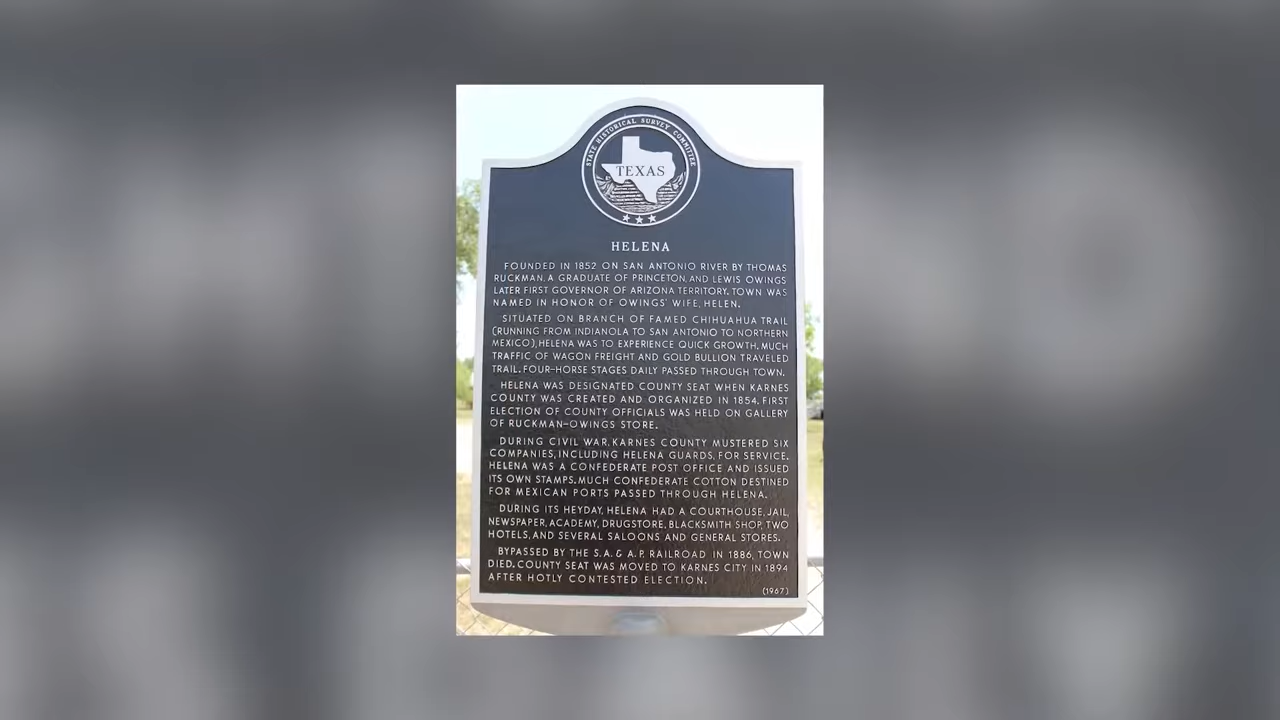 STATE HISTORICAL SURVEY COMMITTEE
TEXAS
HELENA
FOUNDED IN 1852 ON SAN ANTONIO RIVER BY THOMAS
RUCKMAN, A GRADUATE OF PRINCETON, AND LEWIS OWINGS
LATER FIRST GOVERNOR OF ARIZONA TERRITORY. TOWN WAS
NAMED IN HONOR OF OWINGS' WIFE, HELEN.
SITUATED ON BRANCH OF FAMED CHIHUAHUA TRAIL
(RUNNING FROM INDIANOLA TO SAN ANTONIO TO NORTHERN
MEXICO), HELENA WAS TO EXPERIENCE QUICK GROWTH. MUCH
TRAFFIC OF WAGON FREIGHT AND GOLD BULLION TRAVELED
TRAIL. FOUR-HORSE STAGES DAILY PASSED THROUGH TOWN.
HELENA WAS DESIGNATED COUNTY SEAT WHEN KARNES
COUNTY WAS CREATED AND ORGANIZED IN 1854. FIRST
ELECTION OF COUNTY OFFICIALS WAS HELD ON GALLERY
OF RUCKMAN-OWINGS STORE.
DURING CIVIL WAR, KARNES COUNTY MUSTERED SIX
COMPANIES, INCLUDING HELENA GUARDS, FOR SERVICE.
HELENA WAS A CONFEDERATE POST OFFICE AND ISSUED
ITS OWN STAMPS. MUCH CONFEDERATE COTTON DESTINED
FOR MEXICAN PORTS PASSED THROUGH HELENA.
DURING ITS HEYDAY, HELENA HAD A COURTHOUSE, JAIL,
NEWSPAPER, ACADEMY, DRUGSTORE, BLACKSMITH SHOP, TWO
HOTELS, AND SEVERAL SALOONS AND GENERAL STORES.
BYPASSED BY THE S.A. & A.P. RAILROAD IN 1886, TOWN
DIED. COUNTY SEAT WAS MOVED TO KARNES CITY IN 1894
AFTER HOTLY CONTESTED ELECTION.
(1967)